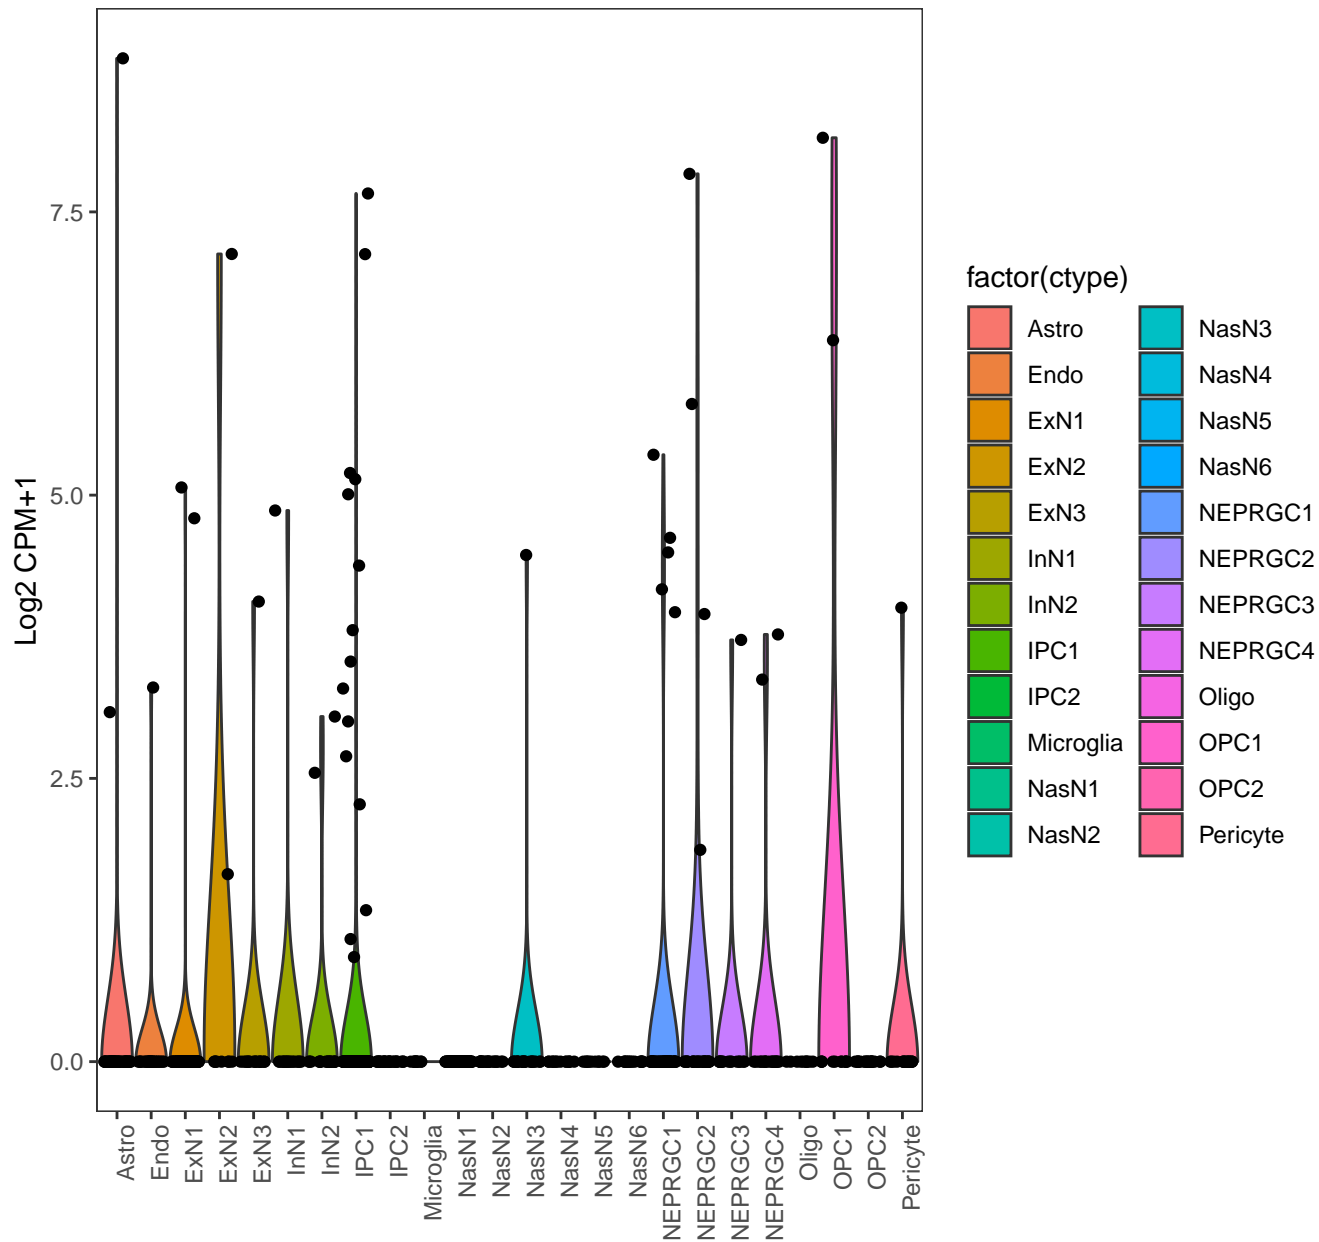 Log2 CPM+1
7.5
5.0
2.5
0.0
Astro
Endo
ExN1
ExN2
ExN3
InN1
InN2
IPC1
IPC2
Microglia
NasN1
NasN2
NasN3
NasN4
NasN5
NasN6
NEPRGC1
NEPRGC2
NEPRGC3
NEPRGC4
Oligo
OPC1
OPC2
Pericyte
factor(ctype)
Astro
Endo
ExN1
ExN2
ExN3
InN1
InN2
IPC1
IPC2
Microglia
NasN1
NasN2
NasN3
NasN4
NasN5
NasN6
NEPRGC1
NEPRGC2
NEPRGC3
NEPRGC4
Oligo
OPC1
OPC2
Pericyte